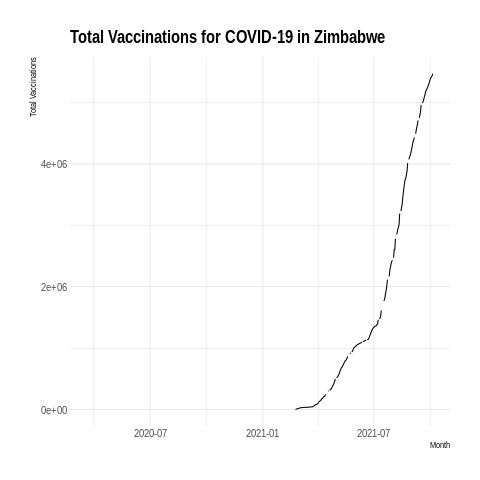 Total Vaccinations for COVID-19 in Zimbabwe
Total Vaccinations
4e+06
2e+06
0e+00
2020-07 2021-01 2021-07
Month